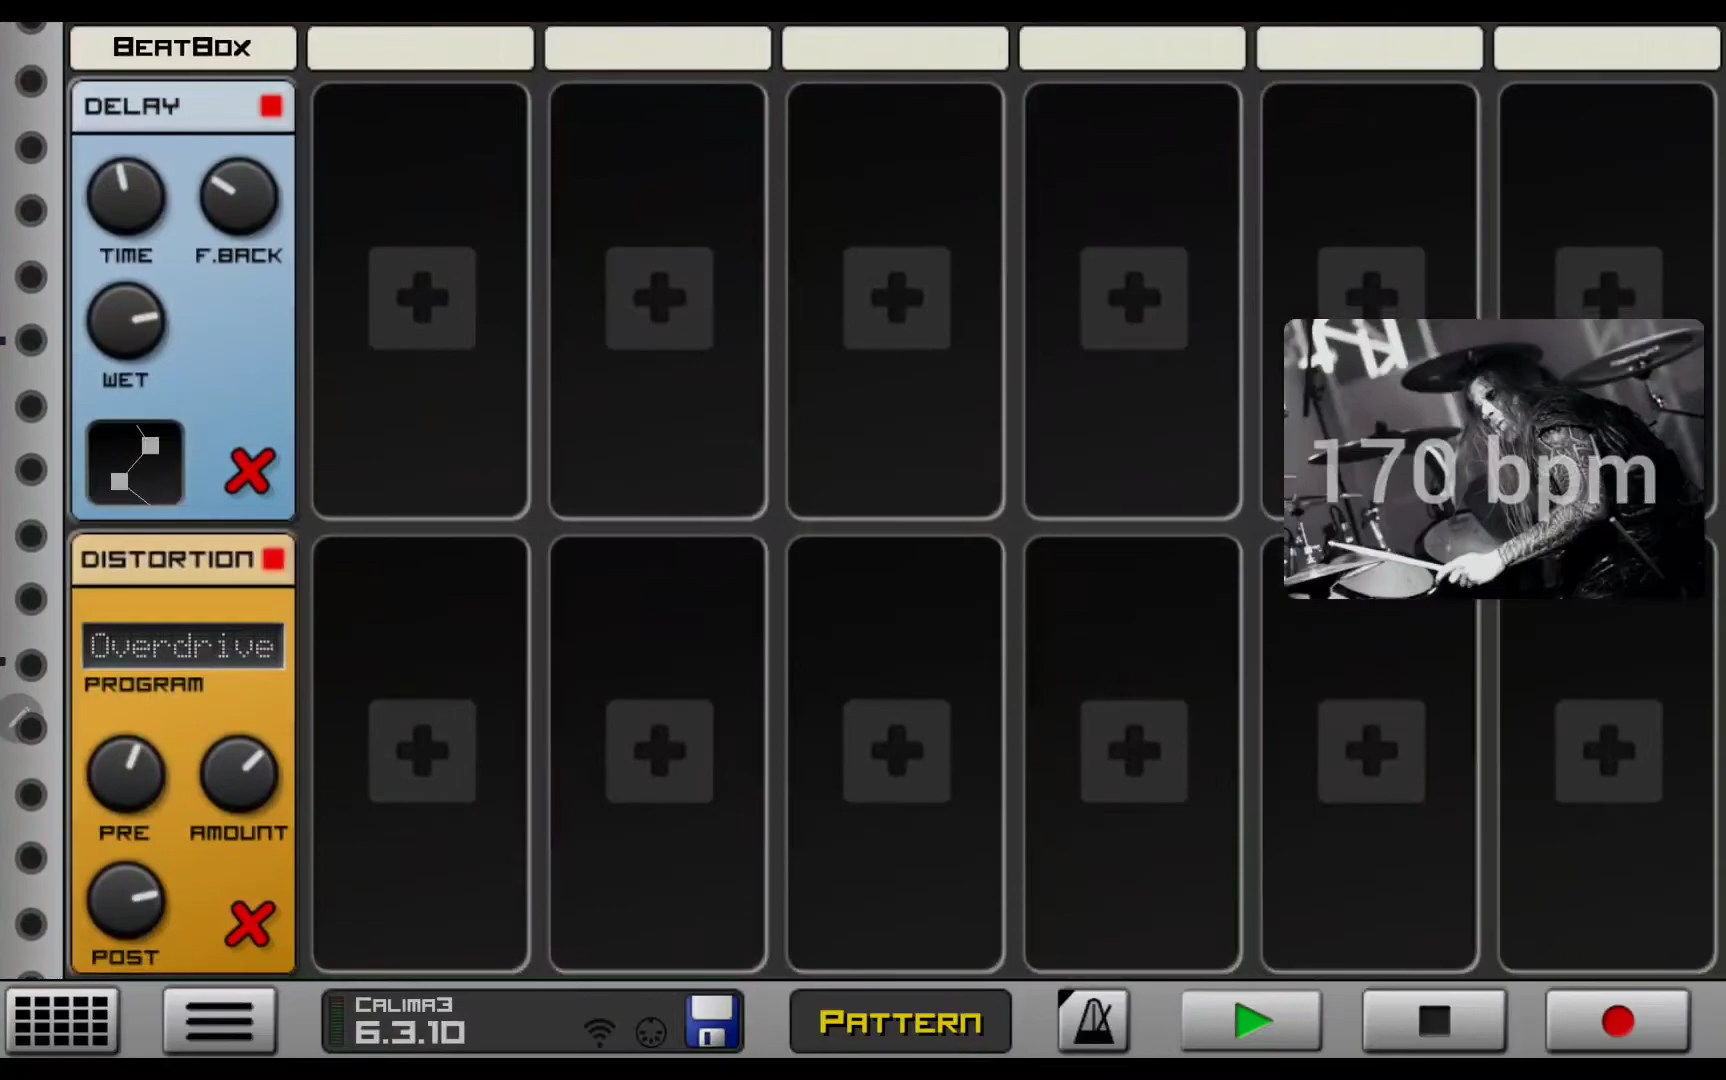 BEATBOX
DELAY
TIME F.BACK
WET
170 bpm
DISTORTION
Overdrive
PROGRAM
PRE AMOUNT
POST
CALIMA3
6.3.10
PATTERN